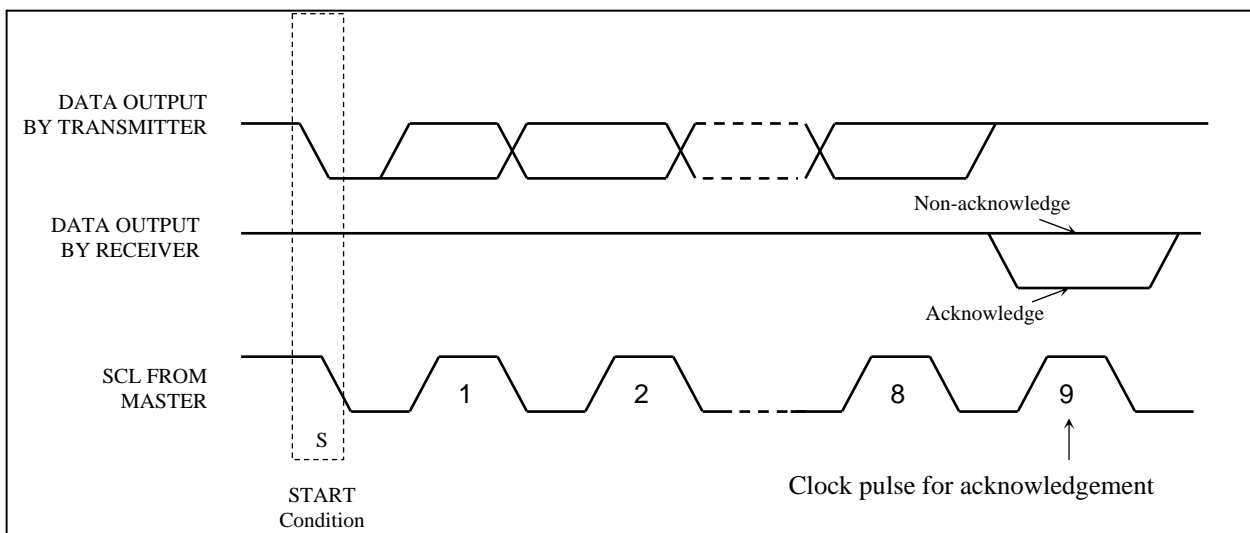 DATA OUTPUT
BY TRANSMITTER
Non-acknowledge
DATA OUTPUT
BY RECEIVER
Acknowledge
SCL FROM
MASTER
1
2
8
9
S
START
Condition
Clock pulse for acknowledgement